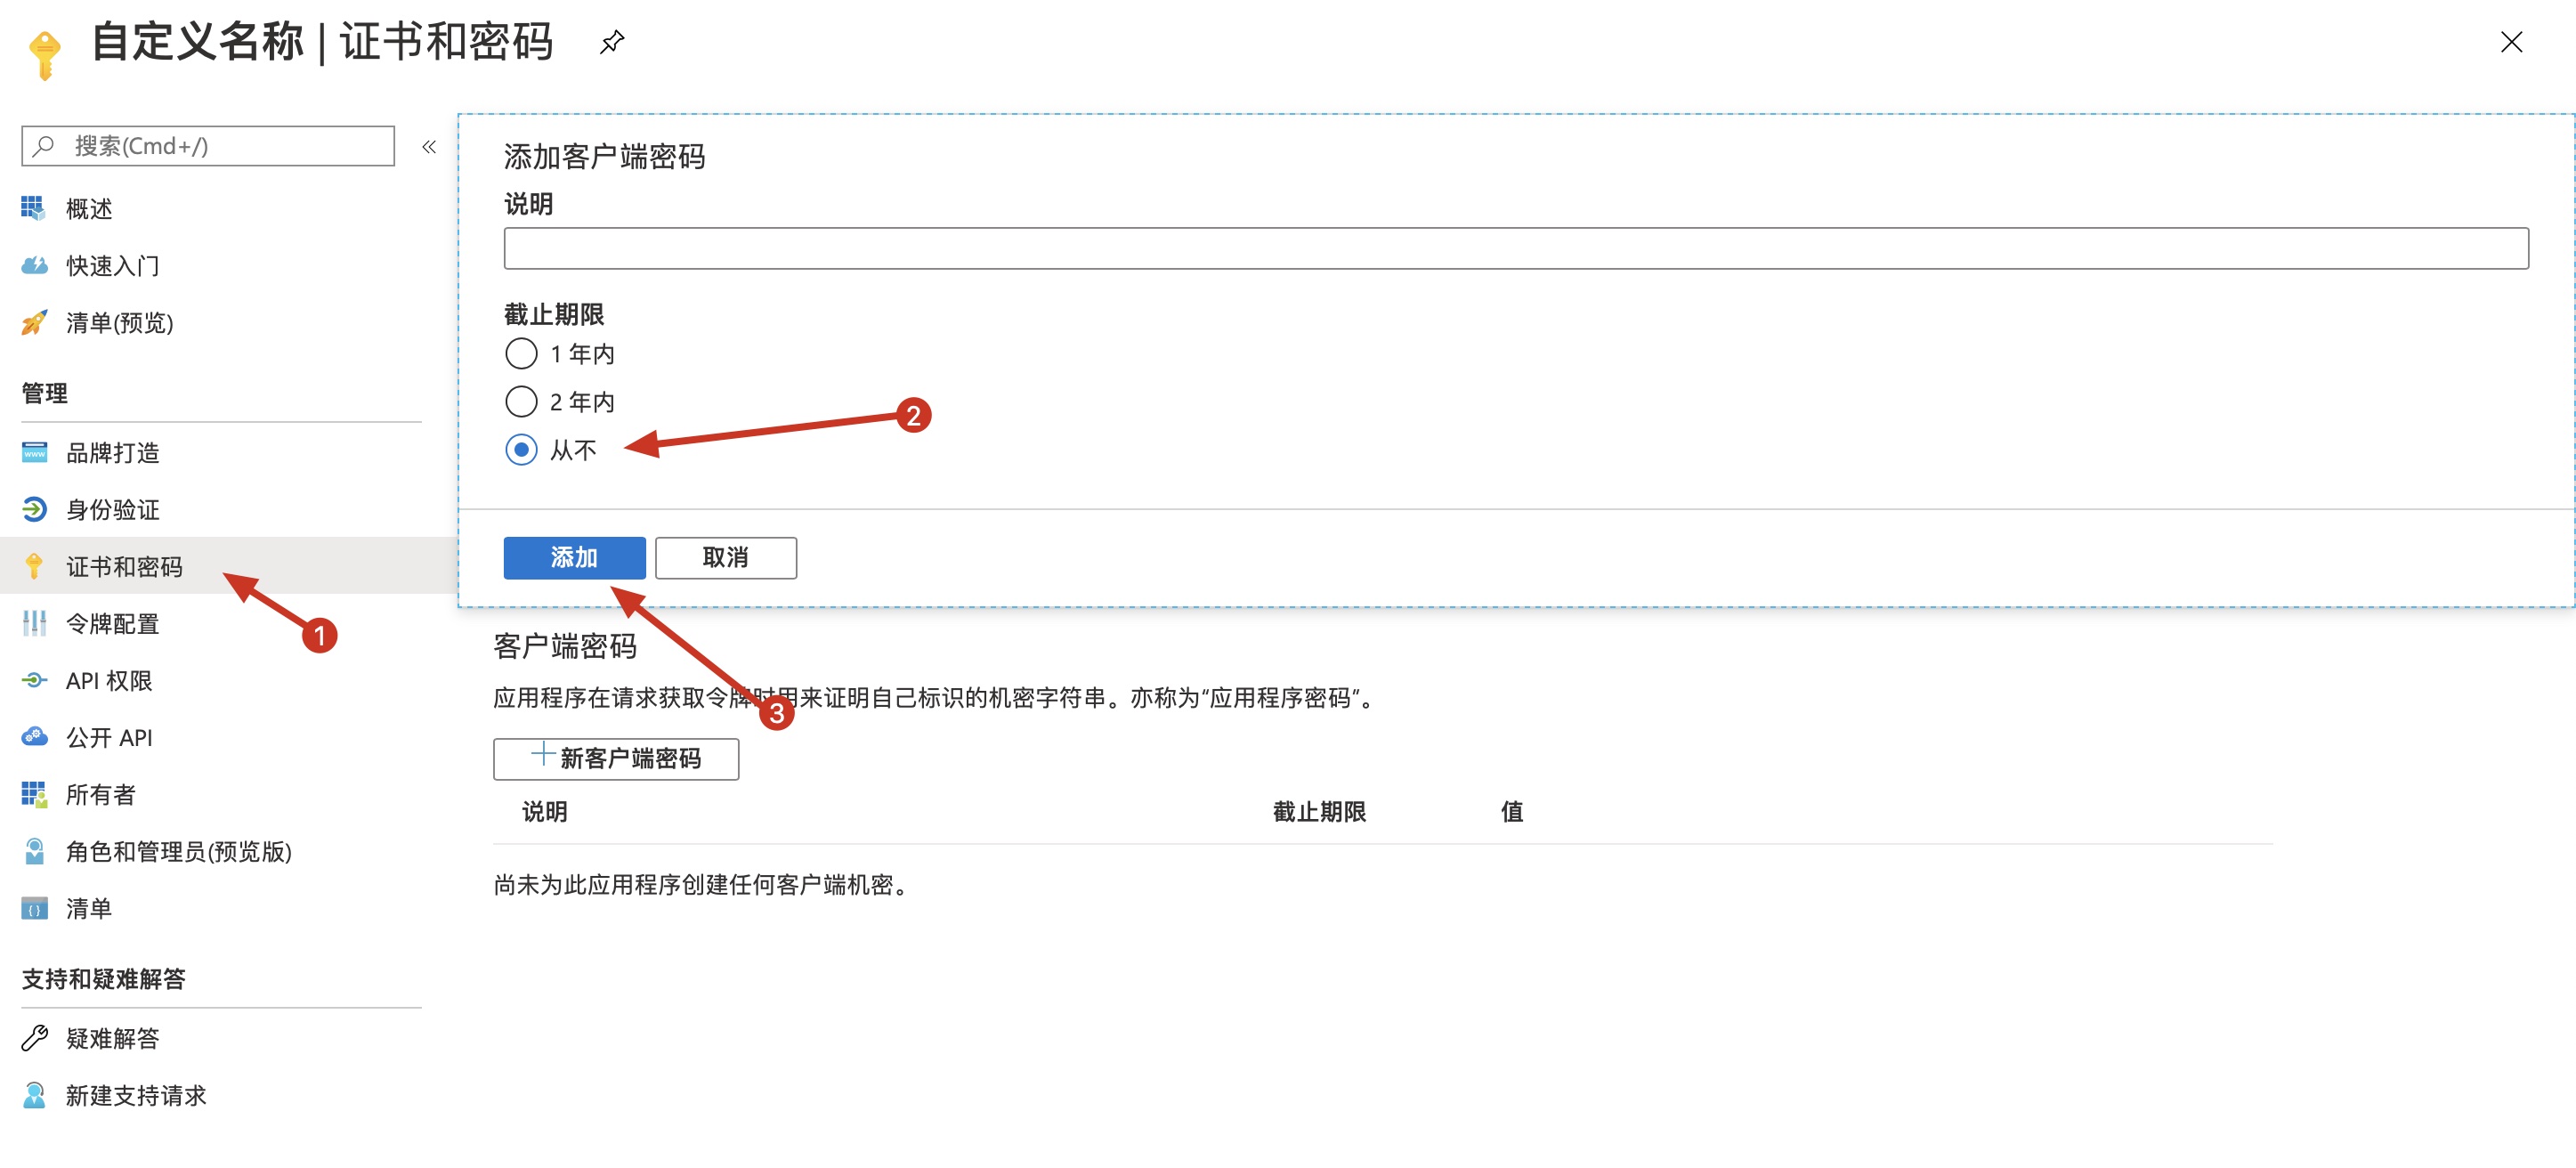 自定义名称 | 证书和密码
搜索(Cmd+/)
«
概述
快速入门
清单(预览)
管理
www
品牌打造
身份验证
证书和密码
1
令牌配置
API 权限
公开 API
所有者
角色和管理员(预览版)
{ }
清单
支持和疑难解答
疑难解答
新建支持请求
添加客户端密码
说明
截止期限
1 年内
2 年内
从不
2
添加
取消
3
客户端密码
应用程序在请求获取令牌时用来证明自己标识的机密字符串。亦称为“应用程序密码”。
新客户端密码
说明 截止期限 值
尚未为此应用程序创建任何客户端机密。